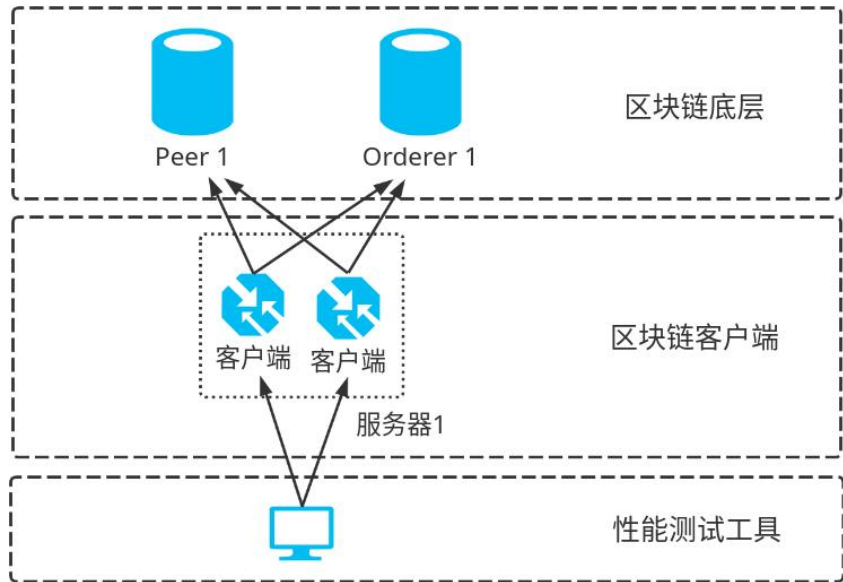 区块链底层
Peer 1
Orderer 1
区块链客户端
客户端
客户端
服务器1
性能测试工具